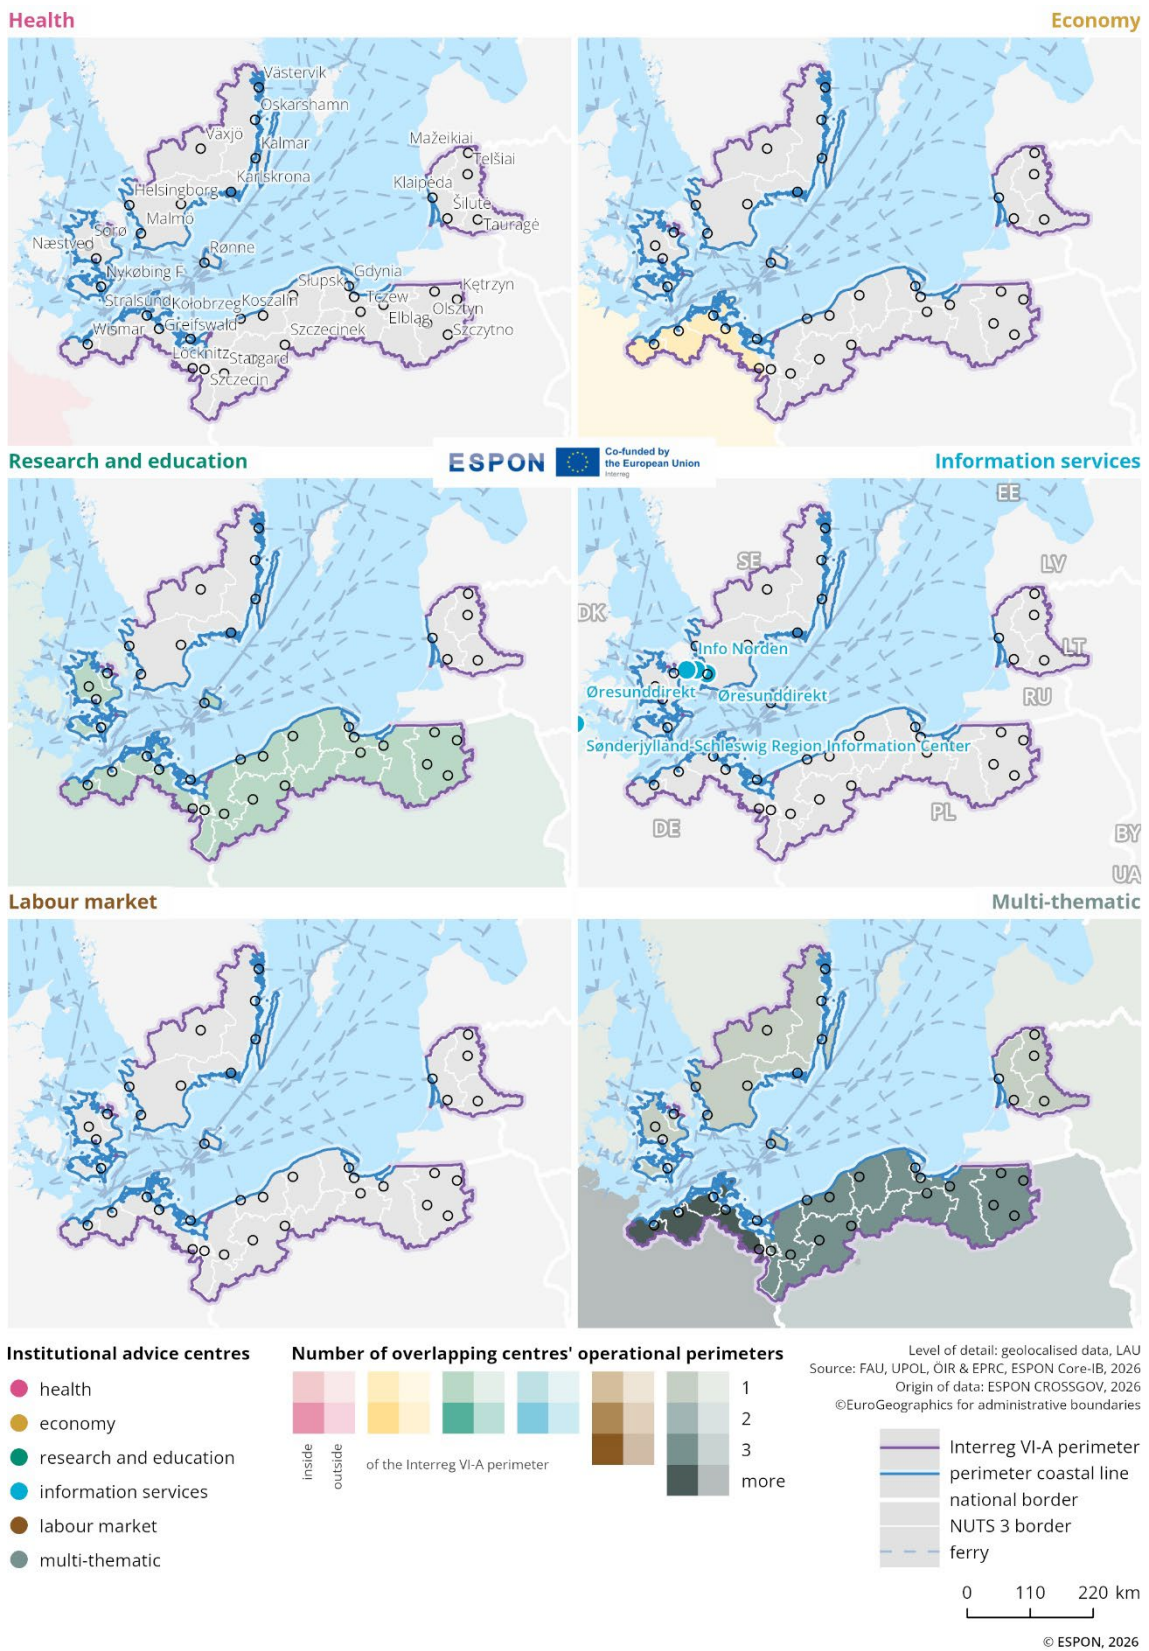 Health
Economy
Västervik
Oskarshamn
Växjö
Kalmar
Mažeikiai
Telšiai
Karlskrona
Klaipėda
Helsingborg
Šilutė
Malmö
Tauragė
Sorø
Næstved
Rønne
Nykøbing F.
Gdynia
Słupsk
Kętrzyn
Stralsund
Kołobrzeg
Koszalin
Tczew
Olsztyn
Wismar
Greifswald
Elbląg
Szczecinek
Szczytno
Löcknitz
Stargard
Szczecin
Research and education
ESPON
Co-funded by
the European Union
Interreg
Information services
EE
SE
LV
DK
Info Norden
LT
Øresunddirekt
Øresunddirekt
RU
Sønderjylland-Schleswig Region Information Center
DE
PL
BY
UA
Labour market
Multi-thematic
Institutional advice centres
health
economy
research and education
information services
labour market
multi-thematic
Number of overlapping centres' operational perimeters
1
2
3
more
inside
outside
of the Interreg VI-A perimeter
Level of detail: geolocalised data, LAU
Source: FAU, UPOL, ÖIR & EPRC, ESPON Core-IB, 2026
Origin of data: ESPON CROSSGOV, 2026
©EuroGeographics for administrative boundaries
Interreg VI-A perimeter
perimeter coastal line
national border
NUTS 3 border
ferry
0 110 220 km
© ESPON, 2026